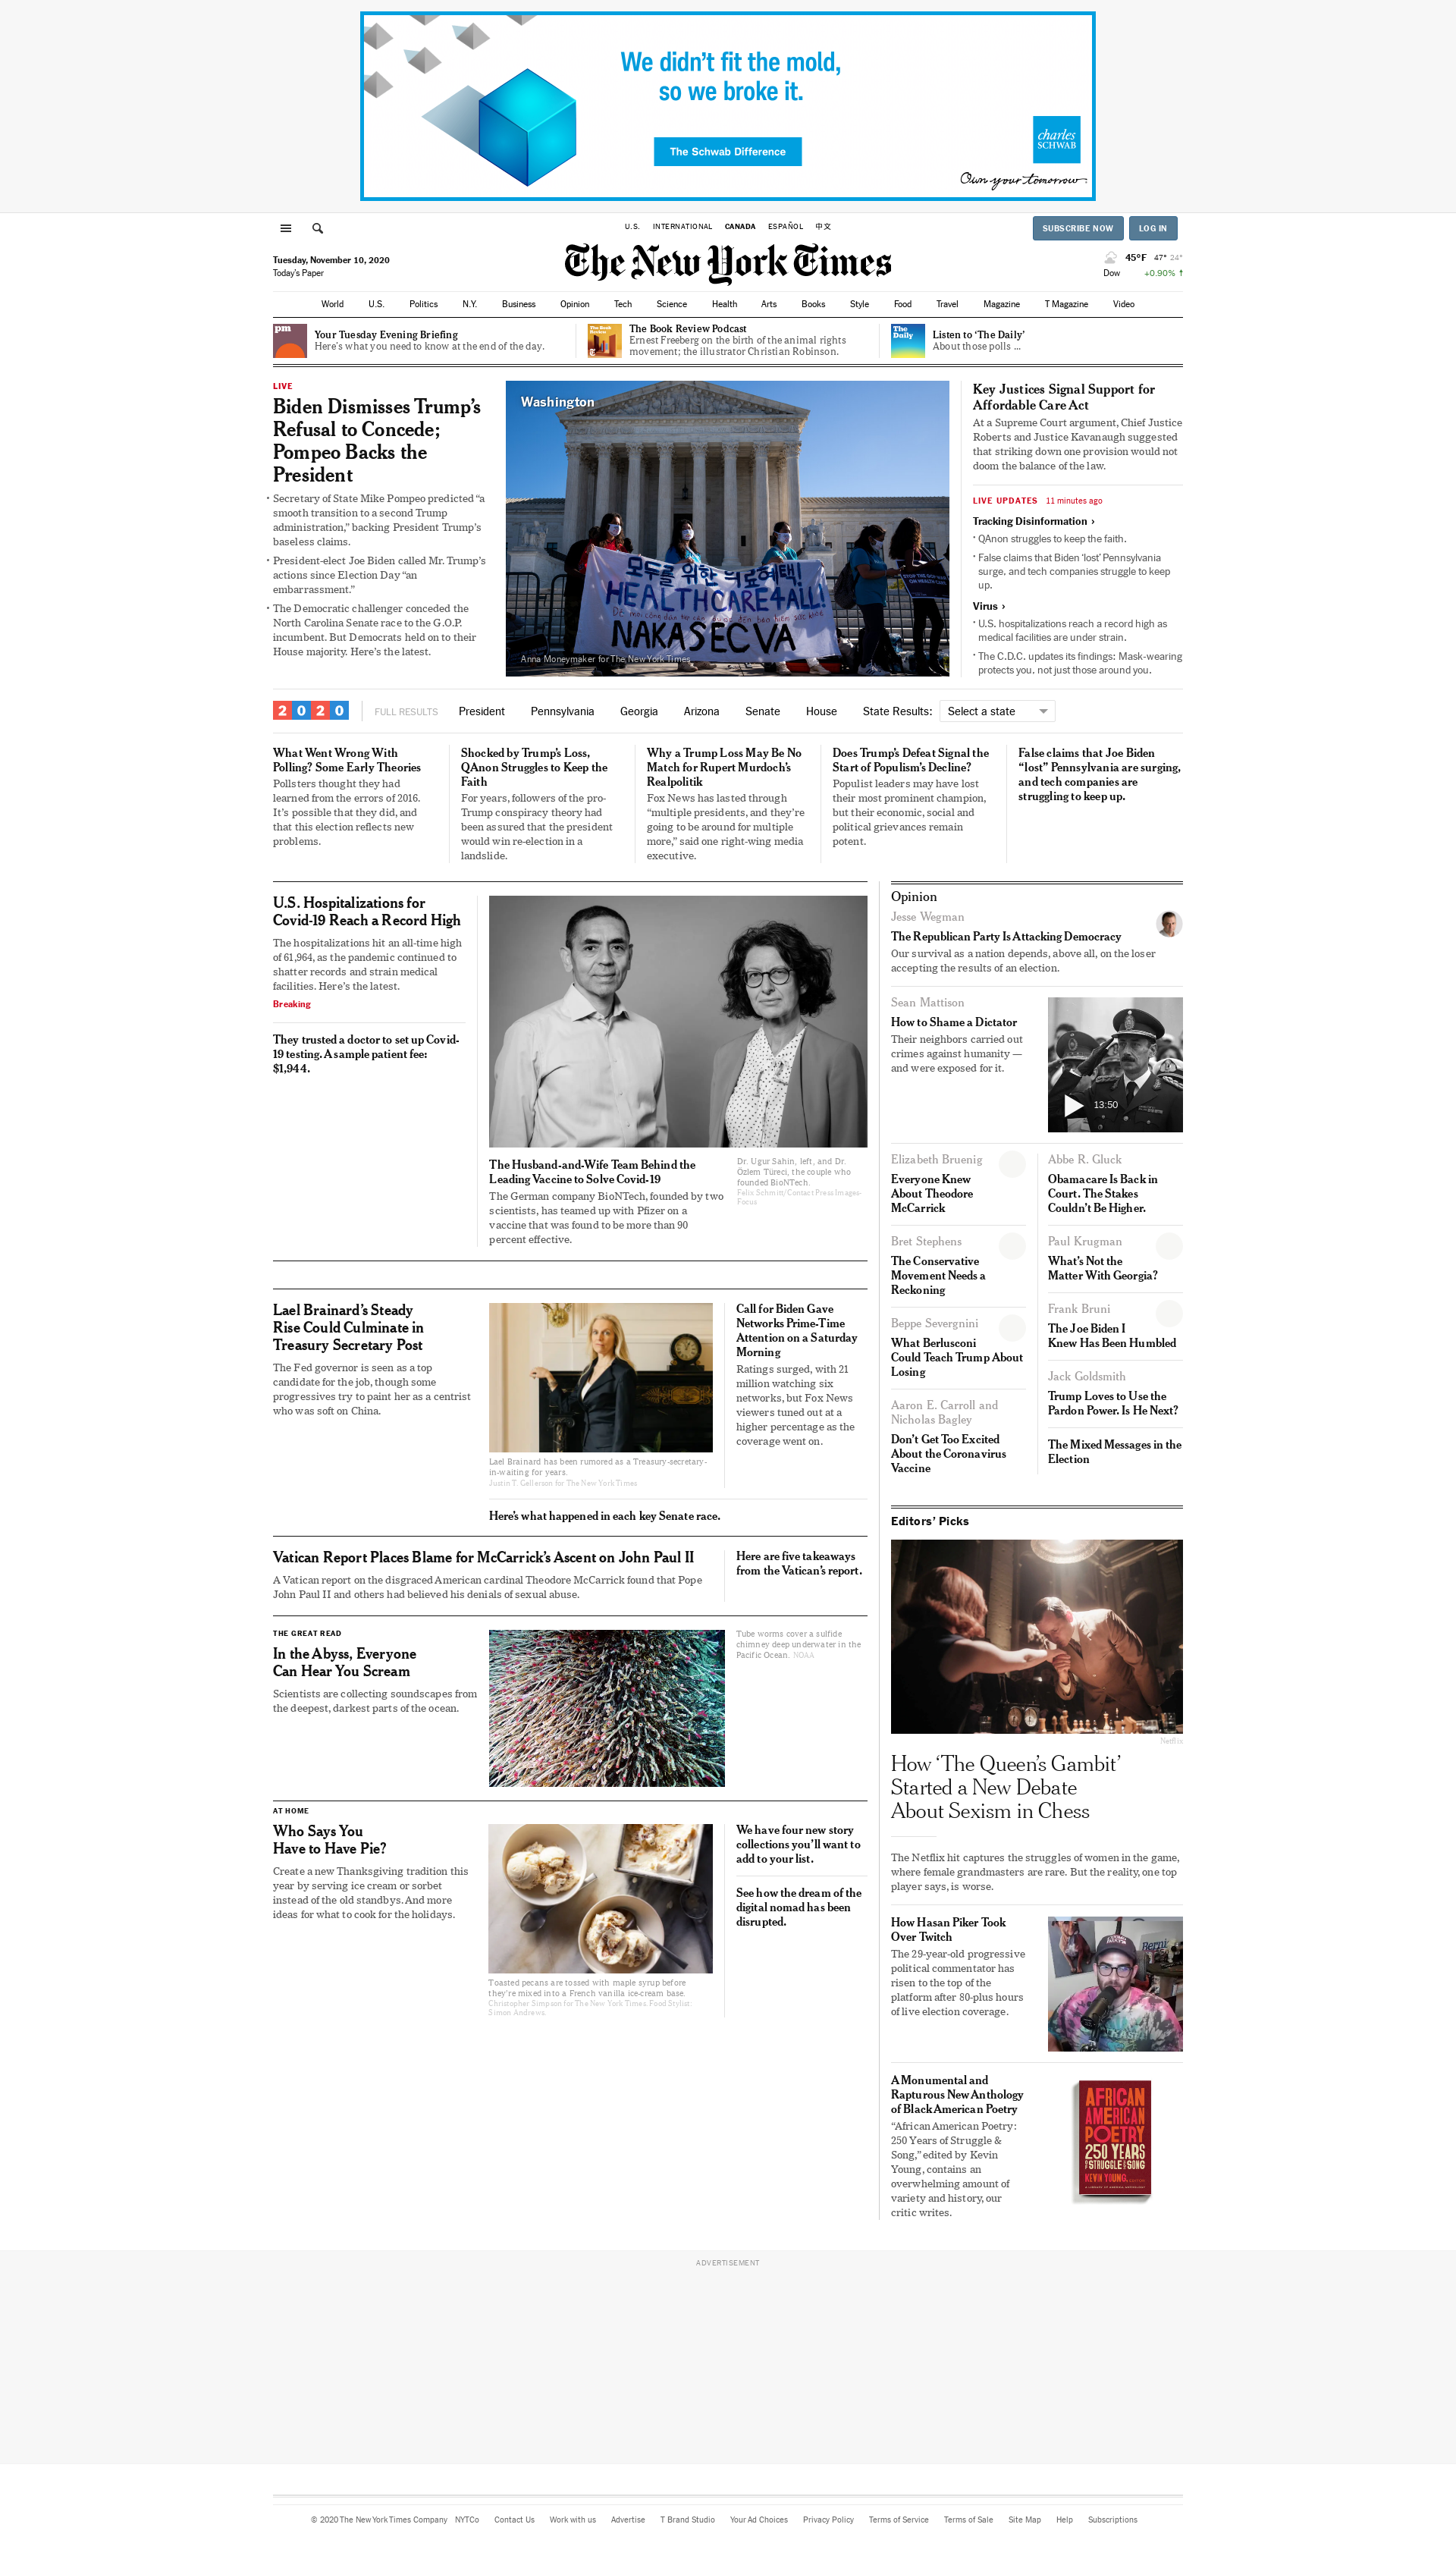 We didn't fit the mold,
so we broke it.
The Schwab Difference
charles
SCHWAB
Own your tomorrow
U.S. INTERNATIONAL CANADA ESPAÑOL 中文
SUBSCRIBE NOW LOG IN
Tuesday, November 10, 2020
Today's Paper
The New York Times
45°F 47° 24°
Dow +0.90% ↑
World U.S. Politics N.Y. Business Opinion Tech Science Health Arts Books Style Food Travel Magazine T Magazine Video
pm
Your Tuesday Evening Briefing
Here's what you need to know at the end of the day.
The Book Review
The Book Review Podcast
Ernest Freeberg on the birth of the animal rights
movement; the illustrator Christian Robinson.
The Daily
Listen to ‘The Daily’
About those polls ...
LIVE
Biden Dismisses Trump’s
Refusal to Concede;
Pompeo Backs the
President
• Secretary of State Mike Pompeo predicted “a
smooth transition to a second Trump
administration,” backing President Trump’s
baseless claims.
• President-elect Joe Biden called Mr. Trump’s
actions since Election Day “an
embarrassment.”
• The Democratic challenger conceded the
North Carolina Senate race to the G.O.P.
incumbent. But Democrats held on to their
House majority. Here’s the latest.
Washington
모두를 위한 의료혜택
HEALTHCARE4ALL!
NAKASECVA
Anna Moneymaker for The New York Times
Key Justices Signal Support for
Affordable Care Act
At a Supreme Court argument, Chief Justice
Roberts and Justice Kavanaugh suggested
that striking down one provision would not
doom the balance of the law.
LIVE UPDATES 11 minutes ago
Tracking Disinformation ›
• QAnon struggles to keep the faith.
• False claims that Biden ‘lost’ Pennsylvania
surge, and tech companies struggle to keep
up.
Virus ›
• U.S. hospitalizations reach a record high as
medical facilities are under strain.
• The C.D.C. updates its findings: Mask-wearing
protects you, not just those around you.
2020 FULL RESULTS President Pennsylvania Georgia Arizona Senate House State Results: Select a state
What Went Wrong With
Polling? Some Early Theories
Pollsters thought they had
learned from the errors of 2016.
It’s possible that they did, and
that this election reflects new
problems.
Shocked by Trump’s Loss,
QAnon Struggles to Keep the
Faith
For years, followers of the pro-
Trump conspiracy theory had
been assured that the president
would win re-election in a
landslide.
Why a Trump Loss May Be No
Match for Rupert Murdoch’s
Realpolitik
Fox News has lasted through
“multiple presidents, and they’re
going to be around for multiple
more,” said one right-wing media
executive.
Does Trump’s Defeat Signal the
Start of Populism’s Decline?
Populist leaders may have lost
their most prominent champion,
but their economic, social and
political grievances remain
potent.
False claims that Joe Biden
“lost” Pennsylvania are surging,
and tech companies are
struggling to keep up.
U.S. Hospitalizations for
Covid-19 Reach a Record High
The hospitalizations hit an all-time high
of 61,964, as the pandemic continued to
shatter records and strain medical
facilities. Here’s the latest.
Breaking
They trusted a doctor to set up Covid-
19 testing. A sample patient fee:
$1,944.
The Husband-and-Wife Team Behind the
Leading Vaccine to Solve Covid-19
The German company BioNTech, founded by two
scientists, has teamed up with Pfizer on a
vaccine that was found to be more than 90
percent effective.
Dr. Ugur Sahin, left, and Dr.
Özlem Türeci, the couple who
founded BioNTech.
Felix Schmitt/Contact Press Images-
Focus
Lael Brainard’s Steady
Rise Could Culminate in
Treasury Secretary Post
The Fed governor is seen as a top
candidate for the job, though some
progressives try to paint her as a centrist
who was soft on China.
Lael Brainard has been rumored as a Treasury-secretary-
in-waiting for years.
Justin T. Gellerson for The New York Times
Call for Biden Gave
Networks Prime-Time
Attention on a Saturday
Morning
Ratings surged, with 21
million watching six
networks, but Fox News
viewers tuned out at a
higher percentage as the
coverage went on.
Here’s what happened in each key Senate race.
Vatican Report Places Blame for McCarrick’s Ascent on John Paul II
A Vatican report on the disgraced American cardinal Theodore McCarrick found that Pope
John Paul II and others had believed his denials of sexual abuse.
Here are five takeaways
from the Vatican’s report.
THE GREAT READ
In the Abyss, Everyone
Can Hear You Scream
Scientists are collecting soundscapes from
the deepest, darkest parts of the ocean.
Tube worms cover a sulfide
chimney deep underwater in the
Pacific Ocean. NOAA
AT HOME
Who Says You
Have to Have Pie?
Create a new Thanksgiving tradition this
year by serving ice cream or sorbet
instead of the old standbys. And more
ideas for what to cook for the holidays.
Toasted pecans are tossed with maple syrup before
they’re mixed into a French vanilla ice-cream base.
Christopher Simpson for The New York Times. Food Stylist:
Simon Andrews.
We have four new story
collections you’ll want to
add to your list.
See how the dream of the
digital nomad has been
disrupted.
Opinion
Jesse Wegman
The Republican Party Is Attacking Democracy
Our survival as a nation depends, above all, on the loser
accepting the results of an election.
Sean Mattison
How to Shame a Dictator
Their neighbors carried out
crimes against humanity —
and were exposed for it.
13:50
Elizabeth Bruenig
Everyone Knew
About Theodore
McCarrick
Bret Stephens
The Conservative
Movement Needs a
Reckoning
Beppe Severgnini
What Berlusconi
Could Teach Trump About
Losing
Aaron E. Carroll and
Nicholas Bagley
Don’t Get Too Excited
About the Coronavirus
Vaccine
Abbe R. Gluck
Obamacare Is Back in
Court. The Stakes
Couldn’t Be Higher.
Paul Krugman
What’s Not the
Matter With Georgia?
Frank Bruni
The Joe Biden I
Knew Has Been Humbled
Jack Goldsmith
Trump Loves to Use the
Pardon Power. Is He Next?
The Mixed Messages in the
Election
Editors’ Picks
Netflix
How ‘The Queen’s Gambit’
Started a New Debate
About Sexism in Chess
The Netflix hit captures the struggles of women in the game,
where female grandmasters are rare. But the reality, one top
player says, is worse.
How Hasan Piker Took
Over Twitch
The 29-year-old progressive
political commentator has
risen to the top of the
platform after 80-plus hours
of live election coverage.
Berni
A Monumental and
Rapturous New Anthology
of Black American Poetry
“African American Poetry:
250 Years of Struggle &
Song,” edited by Kevin
Young, contains an
overwhelming amount of
variety and history, our
critic writes.
AFRICAN
AMERICAN
POETRY
250 YEARS
OF STRUGGLE & SONG
KEVIN YOUNG,
ADVERTISEMENT
© 2020 The New York Times Company NYTCo Contact Us Work with us Advertise T Brand Studio Your Ad Choices Privacy Policy Terms of Service Terms of Sale Site Map Help Subscriptions